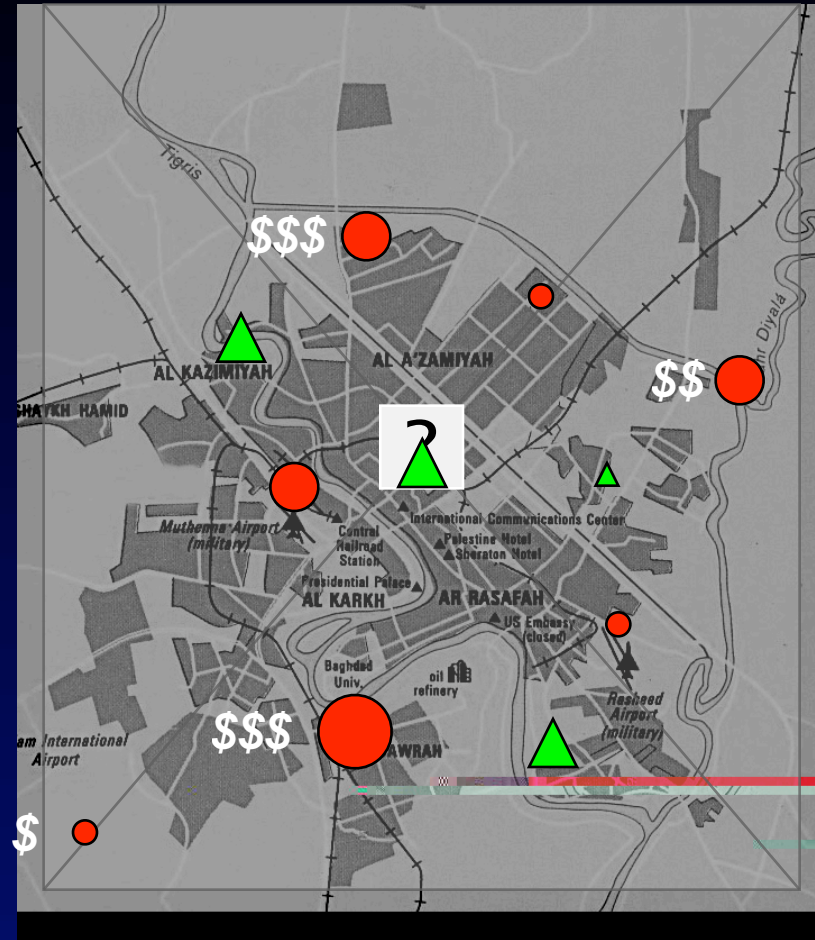 Tigris
$$$
AL A'ZAMIYAH
AL KAZIMIYAH
$$
SHAYKH HAMID
?
International Communications Center
Muthenna Airport
(military)
Central
Railroad
Station
Palestine Hotel
Sheraton Hotel
Presidential Palace
AL KARKH
AR RASAFAH
US Embassy
(closed)
Baghdad
Univ.
oil
refinery
Rasheed
Airport
(military)
$$$
AWRAH
am International
Airport
$